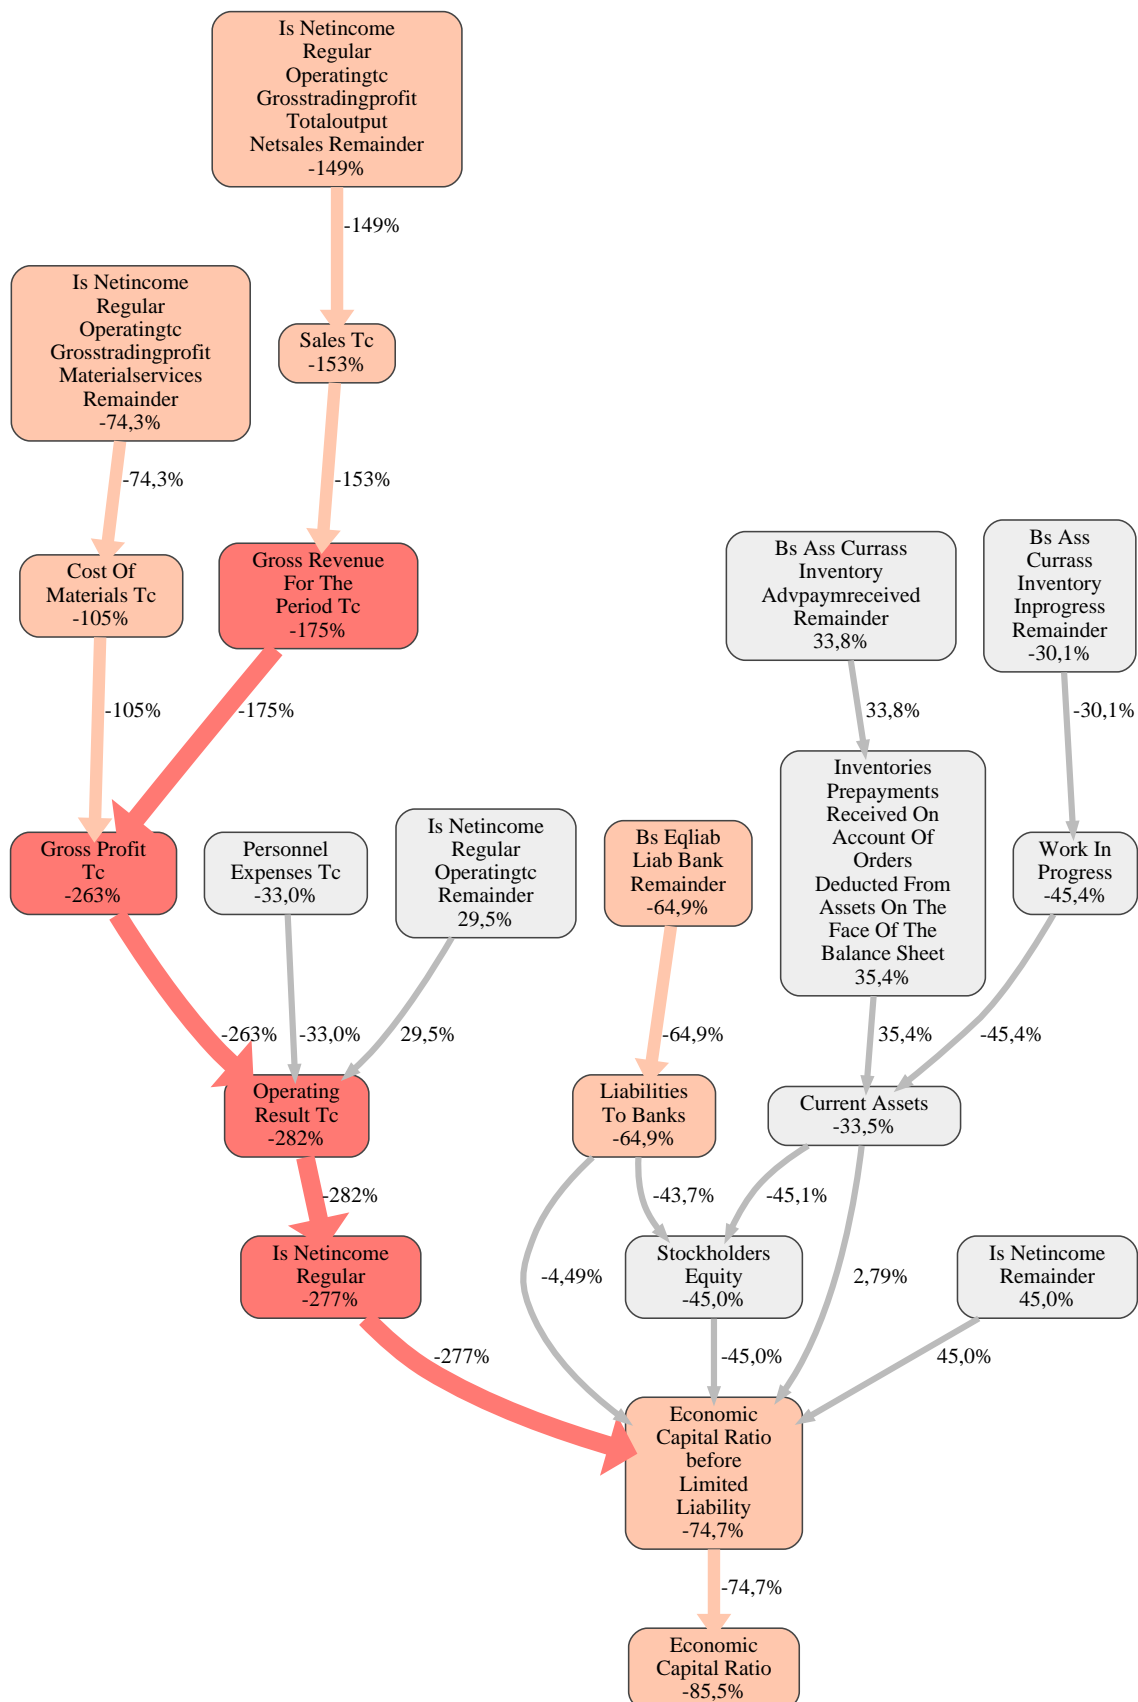 Is Netincome
Regular
Operatingtc
Grosstradingprofit
Totaloutput
Netsales Remainder
-149%
-149%
Is Netincome
Regular
Operatingtc
Grosstradingprofit
Materialservices
Remainder
-74,3%
Sales Tc
-153%
-74,3%
-153%
Cost Of
Materials Tc
-105%
Gross Revenue
For The
Period Tc
-175%
Bs Ass Currass
Inventory
Advpaymreceived
Remainder
33,8%
Bs Ass
Currass
Inventory
Inprogress
Remainder
-30,1%
-105%
-175%
33,8%
-30,1%
Gross Profit
Tc
-263%
Personnel
Expenses Tc
-33,0%
Is Netincome
Regular
Operatingtc
Remainder
29,5%
Bs Eqliab
Liab Bank
Remainder
-64,9%
Inventories
Prepayments
Received On
Account Of
Orders
Deducted From
Assets On The
Face Of The
Balance Sheet
35,4%
Work In
Progress
-45,4%
-263%
-33,0%
29,5%
-64,9%
35,4%
-45,4%
Operating
Result Tc
-282%
Liabilities
To Banks
-64,9%
Current Assets
-33,5%
-282%
-43,7%
-45,1%
Is Netincome
Regular
-277%
-4,49%
Stockholders
Equity
-45,0%
2,79%
Is Netincome
Remainder
45,0%
-277%
-45,0%
45,0%
Economic
Capital Ratio
before
Limited
Liability
-74,7%
-74,7%
Economic
Capital Ratio
-85,5%